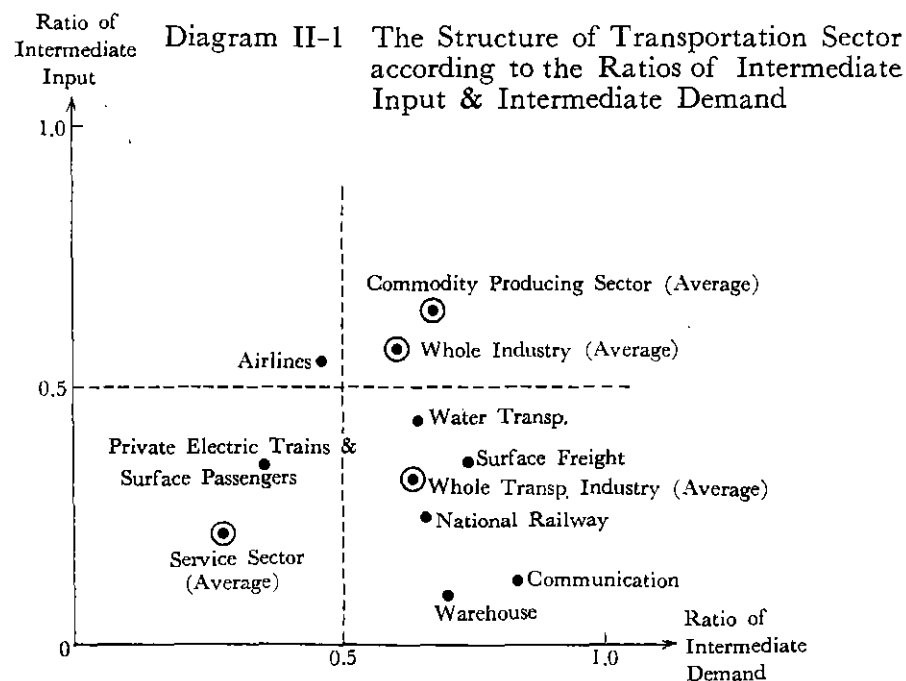 Ratio of
Intermediate
Input
Diagram II-1 The Structure of Transportation Sector
according to the Ratios of Intermediate
Input & Intermediate Demand
1.0
Commodity Producing Sector (Average)
Whole Industry (Average)
Airlines
0.5
Water Transp.
Private Electric Trains &
Surface Passengers
Surface Freight
Whole Transp. Industry (Average)
National Railway
Service Sector
(Average)
Communication
Warehouse
0
0.5
1.0
Ratio of
Intermediate
Demand